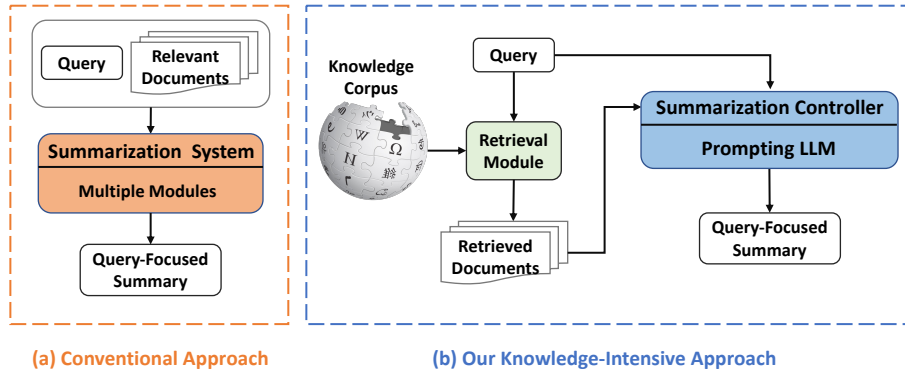 Query
Relevant
Documents
Summarization System
Multiple Modules
Query-Focused
Summary
(a) Conventional Approach
Knowledge
Corpus
Query
Retrieval
Module
Retrieved
Documents
Summarization Controller
Prompting LLM
Query-Focused
Summary
W
Ω
И
(b) Our Knowledge-Intensive Approach